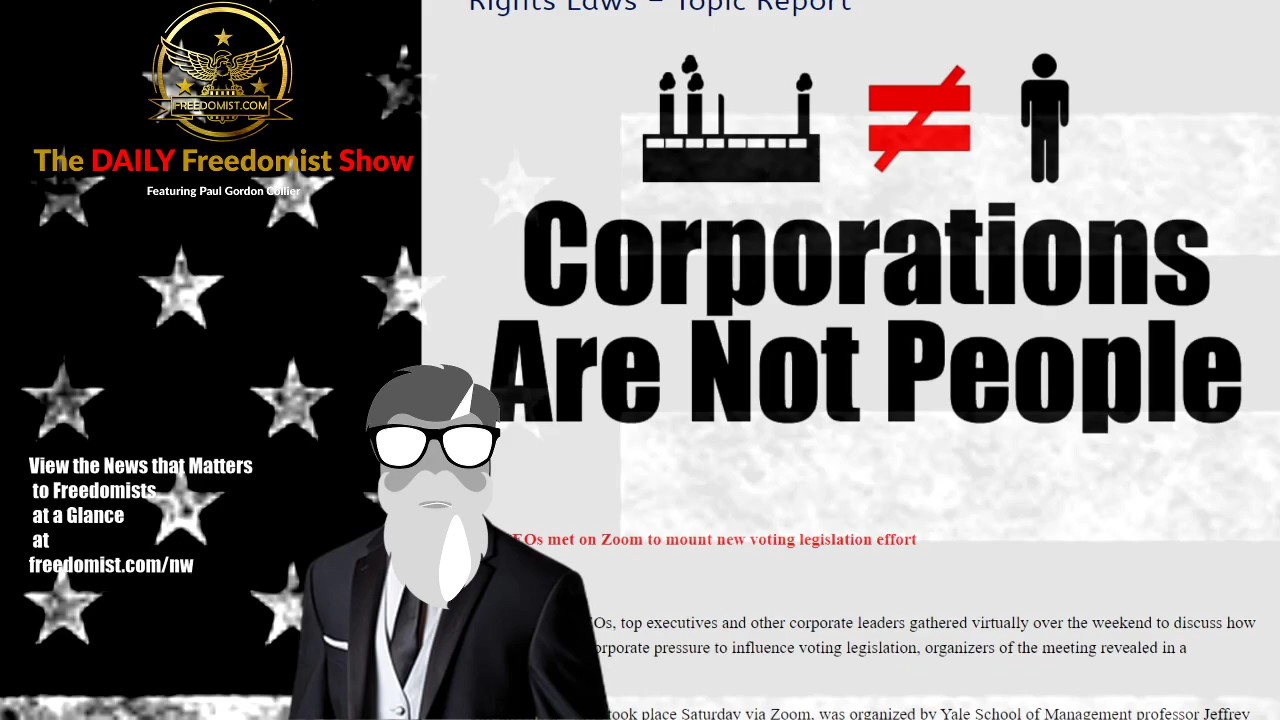 FREEDOMIST.COM
The DAILY Freedomist Show
Featuring Paul Gordon Collier
View the News that Matters
to Freedomists
at a Glance
at
freedomist.com/nw
Rights Laws – Topic Report
Corporations
Are Not People
EOs met on Zoom to mount new voting legislation effort
Os, top executives and other corporate leaders gathered virtually over the weekend to discuss how
orporate pressure to influence voting legislation, organizers of the meeting revealed in a
took place Saturday via Zoom, was organized by Yale School of Management professor Jeffrey